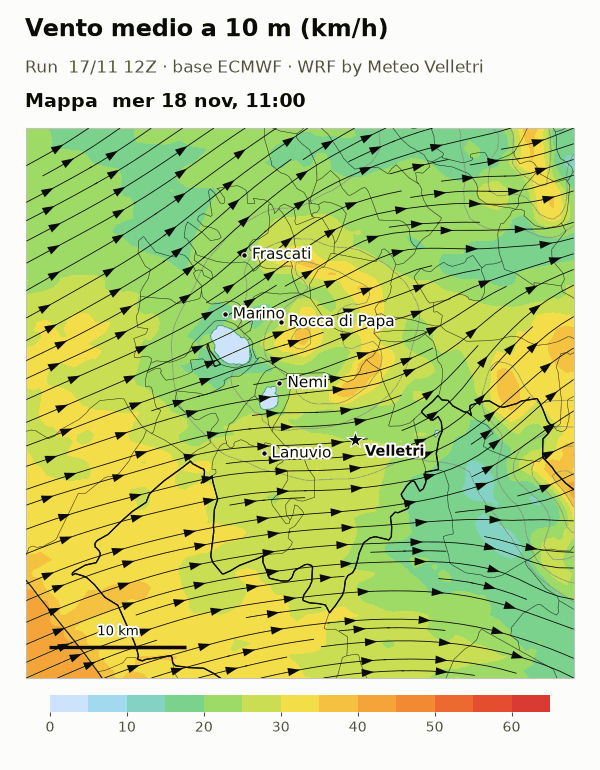 Vento medio a 10 m (km/h)
Run  17/11 12Z · base ECMWF · WRF by Meteo Velletri
Mappa  mer 18 nov, 11:00
Frascati
Marino
Rocca di Papa
Nemi
Velletri
Lanuvio
10 km
0 10 20 30 40 50 60